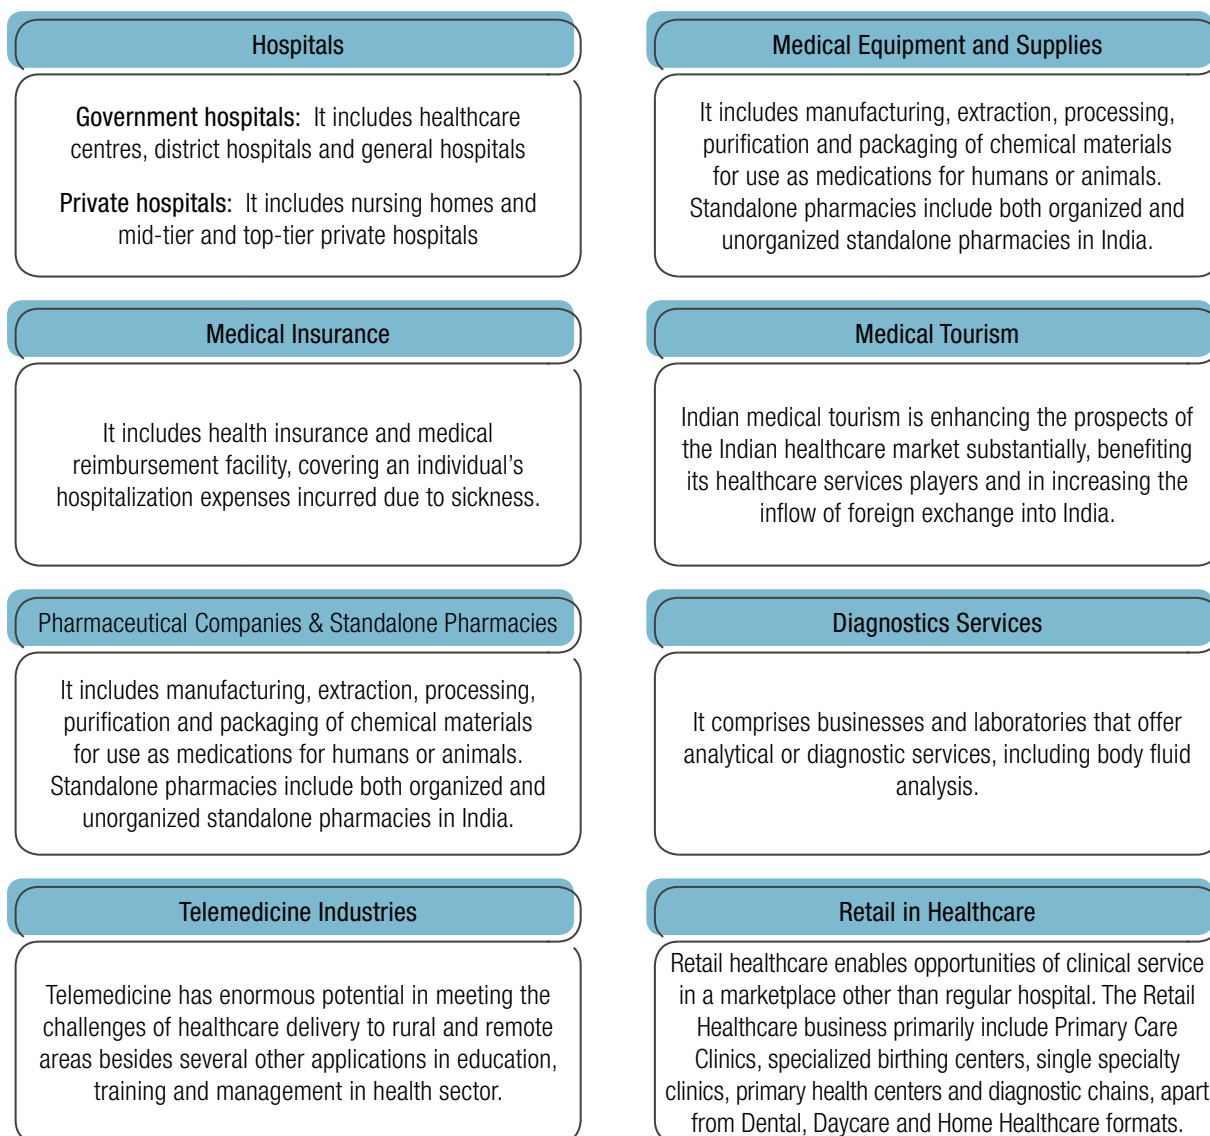 Hospitals
Government hospitals: It includes healthcare
centres, district hospitals and general hospitals
Private hospitals: It includes nursing homes and
mid-tier and top-tier private hospitals
Medical Equipment and Supplies
It includes manufacturing, extraction, processing,
purification and packaging of chemical materials
for use as medications for humans or animals.
Standalone pharmacies include both organized and
unorganized standalone pharmacies in India.
Medical Insurance
It includes health insurance and medical
reimbursement facility, covering an individual's
hospitalization expenses incurred due to sickness.
Medical Tourism
Indian medical tourism is enhancing the prospects of
the Indian healthcare market substantially, benefiting
its healthcare services players and in increasing the
inflow of foreign exchange into India.
Pharmaceutical Companies & Standalone Pharmacies
It includes manufacturing, extraction, processing,
purification and packaging of chemical materials
for use as medications for humans or animals.
Standalone pharmacies include both organized and
unorganized standalone pharmacies in India.
Diagnostics Services
It comprises businesses and laboratories that offer
analytical or diagnostic services, including body fluid
analysis.
Telemedicine Industries
Telemedicine has enormous potential in meeting the
challenges of healthcare delivery to rural and remote
areas besides several other applications in education,
training and management in health sector.
Retail in Healthcare
Retail healthcare enables opportunities of clinical service
in a marketplace other than regular hospital. The Retail
Healthcare business primarily include Primary Care
Clinics, specialized birthing centers, single specialty
clinics, primary health centers and diagnostic chains, apart
from Dental, Daycare and Home Healthcare formats.